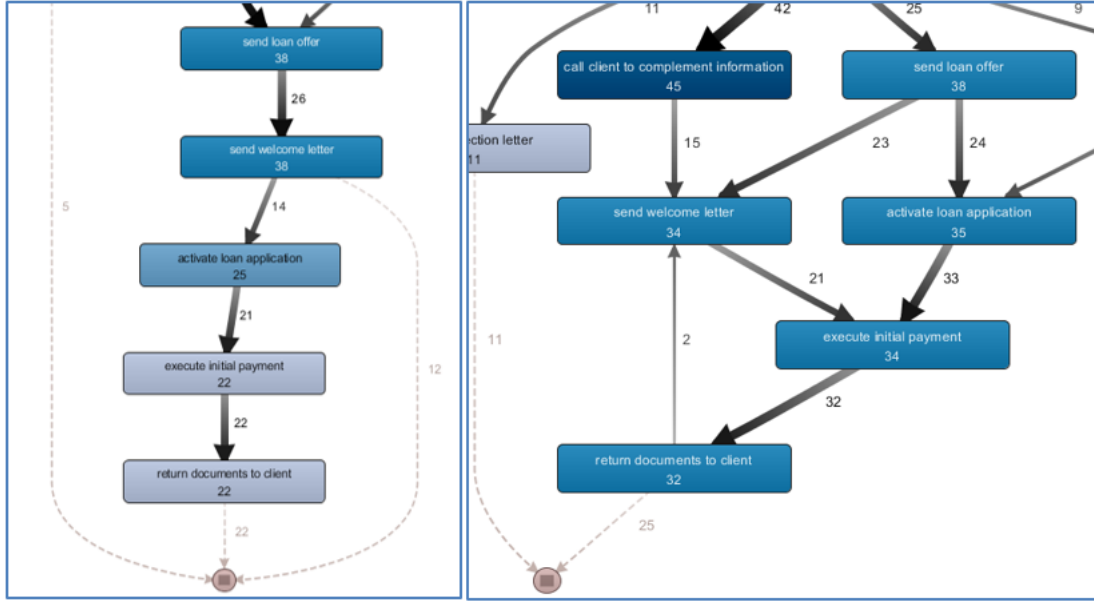 send loan offer
38
26
send welcome letter
38
5
14
activate loan application
25
21
execute initial payment
22
12
22
return documents to client
22
22
11
42
25
9
call client to complement information
45
send loan offer
38
letter
11
15
23
24
send welcome letter
34
activate loan application
35
21
33
11
2
execute initial payment
34
32
return documents to client
32
25